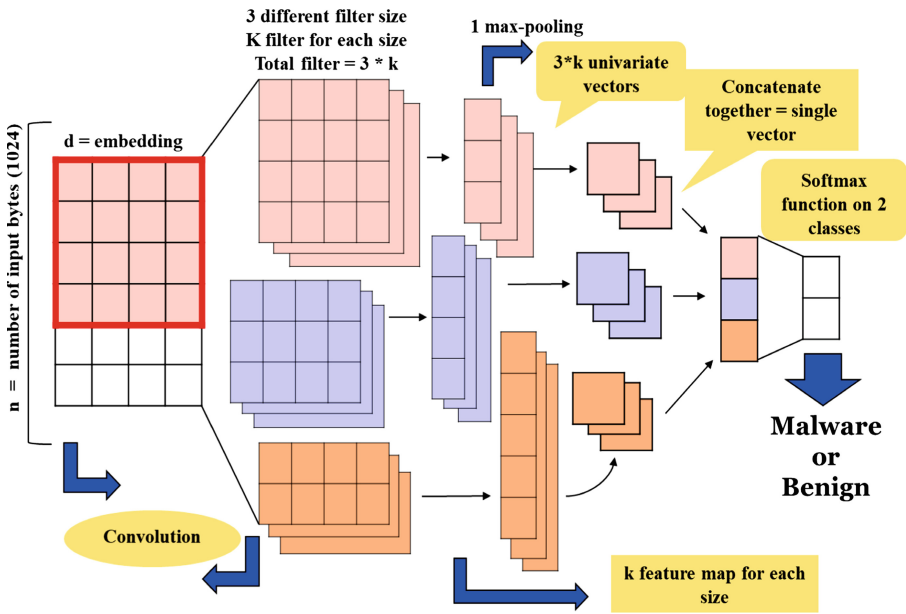 3 different filter size
K filter for each size
Total filter = 3 * k
1 max-pooling
3*k univariate
vectors
Concatenate
together = single
vector
Softmax
function on 2
classes
d = embedding
n = number of input bytes (1024)
Malware
or
Benign
Convolution
k feature map for each
size